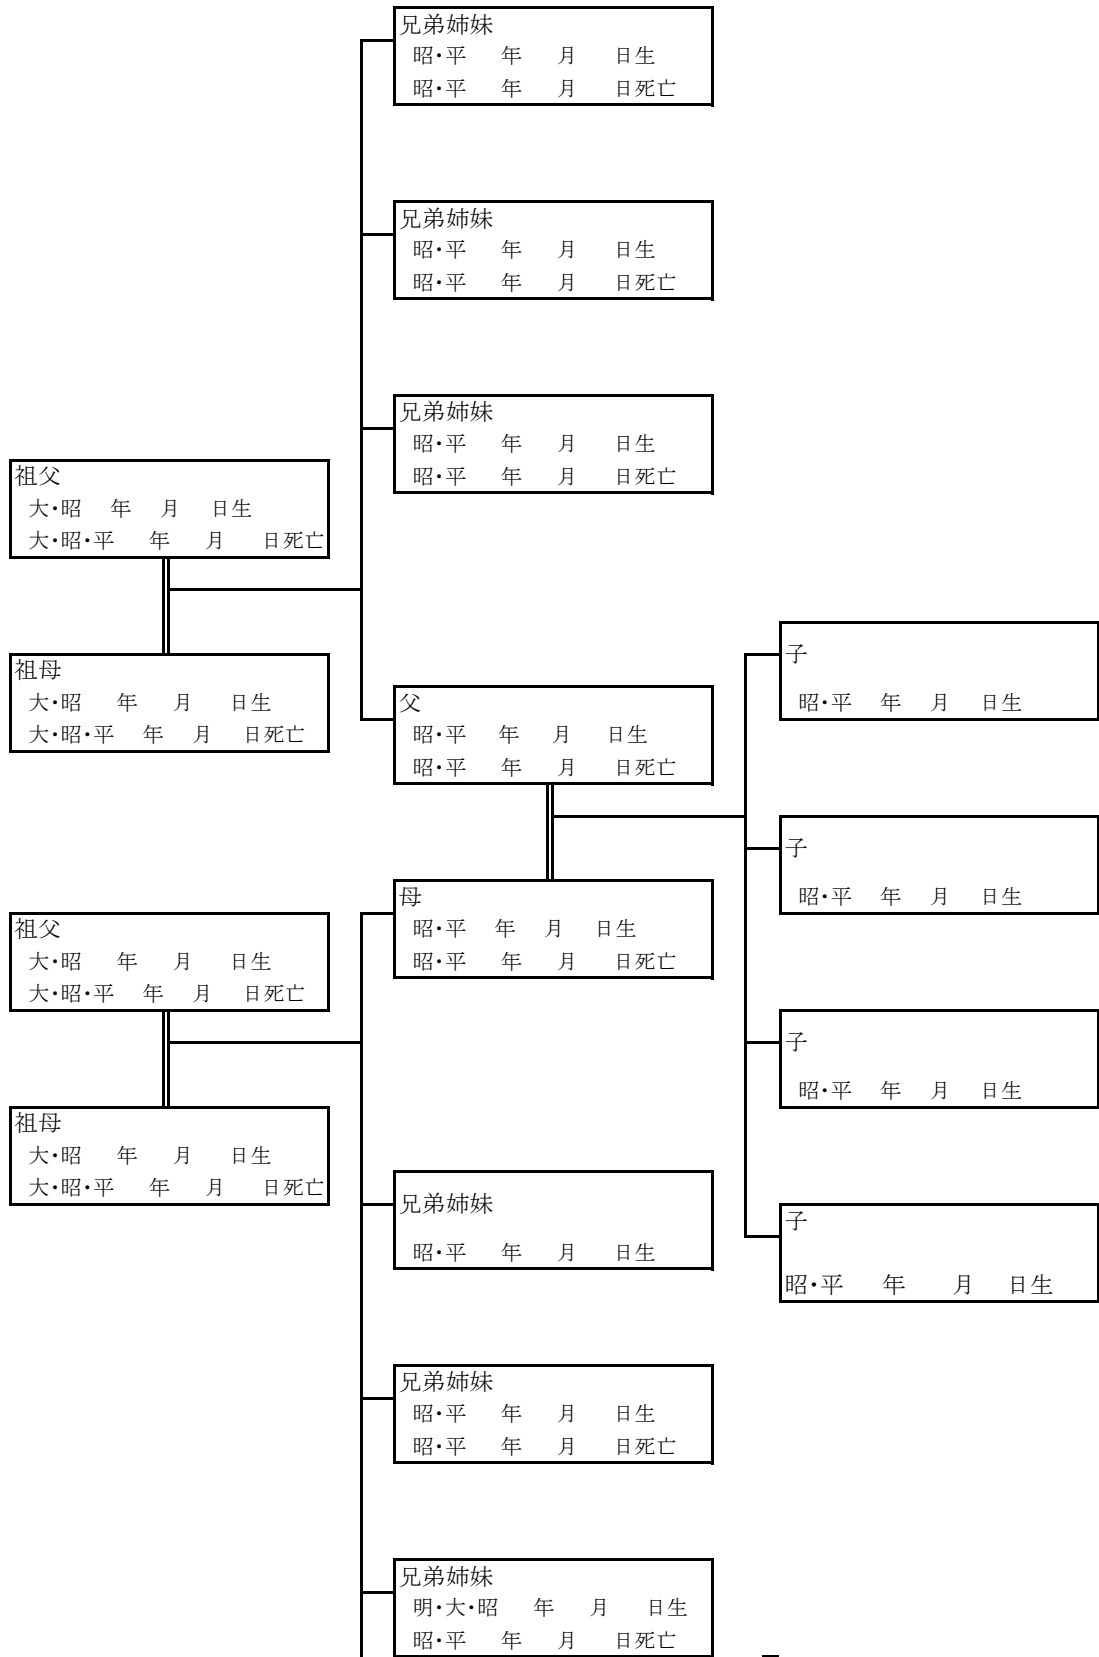 兄弟姉妹
昭・平 年 月 日生
昭・平 年 月 日死亡
兄弟姉妹
昭・平 年 月 日生
昭・平 年 月 日死亡
兄弟姉妹
昭・平 年 月 日生
昭・平 年 月 日死亡
祖父
大・昭 年 月 日生
大・昭・平 年 月 日死亡
祖母
大・昭 年 月 日生
大・昭・平 年 月 日死亡
父
昭・平 年 月 日生
昭・平 年 月 日死亡
子
昭・平 年 月 日生
子
昭・平 年 月 日生
母
昭・平 年 月 日生
昭・平 年 月 日死亡
祖父
大・昭 年 月 日生
大・昭・平 年 月 日死亡
子
昭・平 年 月 日生
祖母
大・昭 年 月 日生
大・昭・平 年 月 日死亡
兄弟姉妹
昭・平 年 月 日生
子
昭・平 年 月 日生
兄弟姉妹
昭・平 年 月 日生
昭・平 年 月 日死亡
兄弟姉妹
明・大・昭 年 月 日生
昭・平 年 月 日死亡